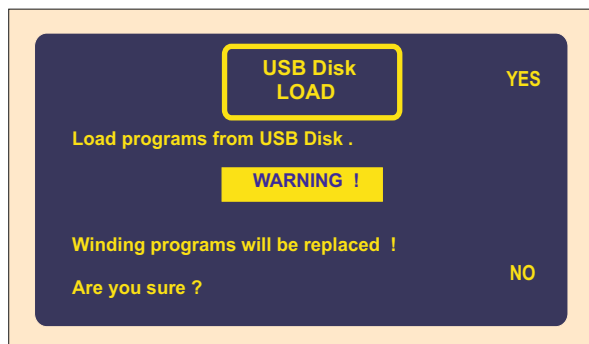 USB Disk
LOAD
YES
Load programs from USB Disk .
WARNING !
Winding programs will be replaced !
Are you sure ?
NO